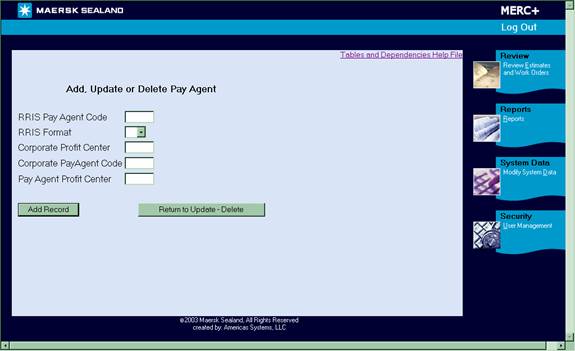 MAERSK SEALAND
MERC+
Log Out
Tables and Dependencies Help File
Add, Update or Delete Pay Agent
RRIS Pay Agent Code
RRIS Format
Corporate Profit Center
Corporate PayAgent Code
Pay Agent Profit Center
Add Record
Return to Update - Delete
Review
Review Estimates
and Work Orders
Reports
Reports
System Data
Modify System Data
Security
User Management
©2003 Maersk Sealand, All Rights Reserved
created by: Americas Systems, LLC